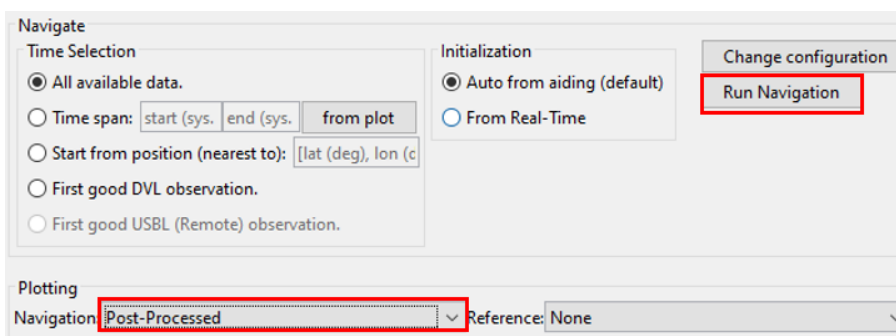 Navigate
Time Selection
All available data.
Time span: start (sys. end (sys. from plot
Start from position (nearest to): [lat (deg), lon (c
First good DVL observation.
First good USBL (Remote) observation.
Initialization
Auto from aiding (default)
From Real-Time
Change configuration
Run Navigation
Plotting
Navigation: Post-Processed Reference: None